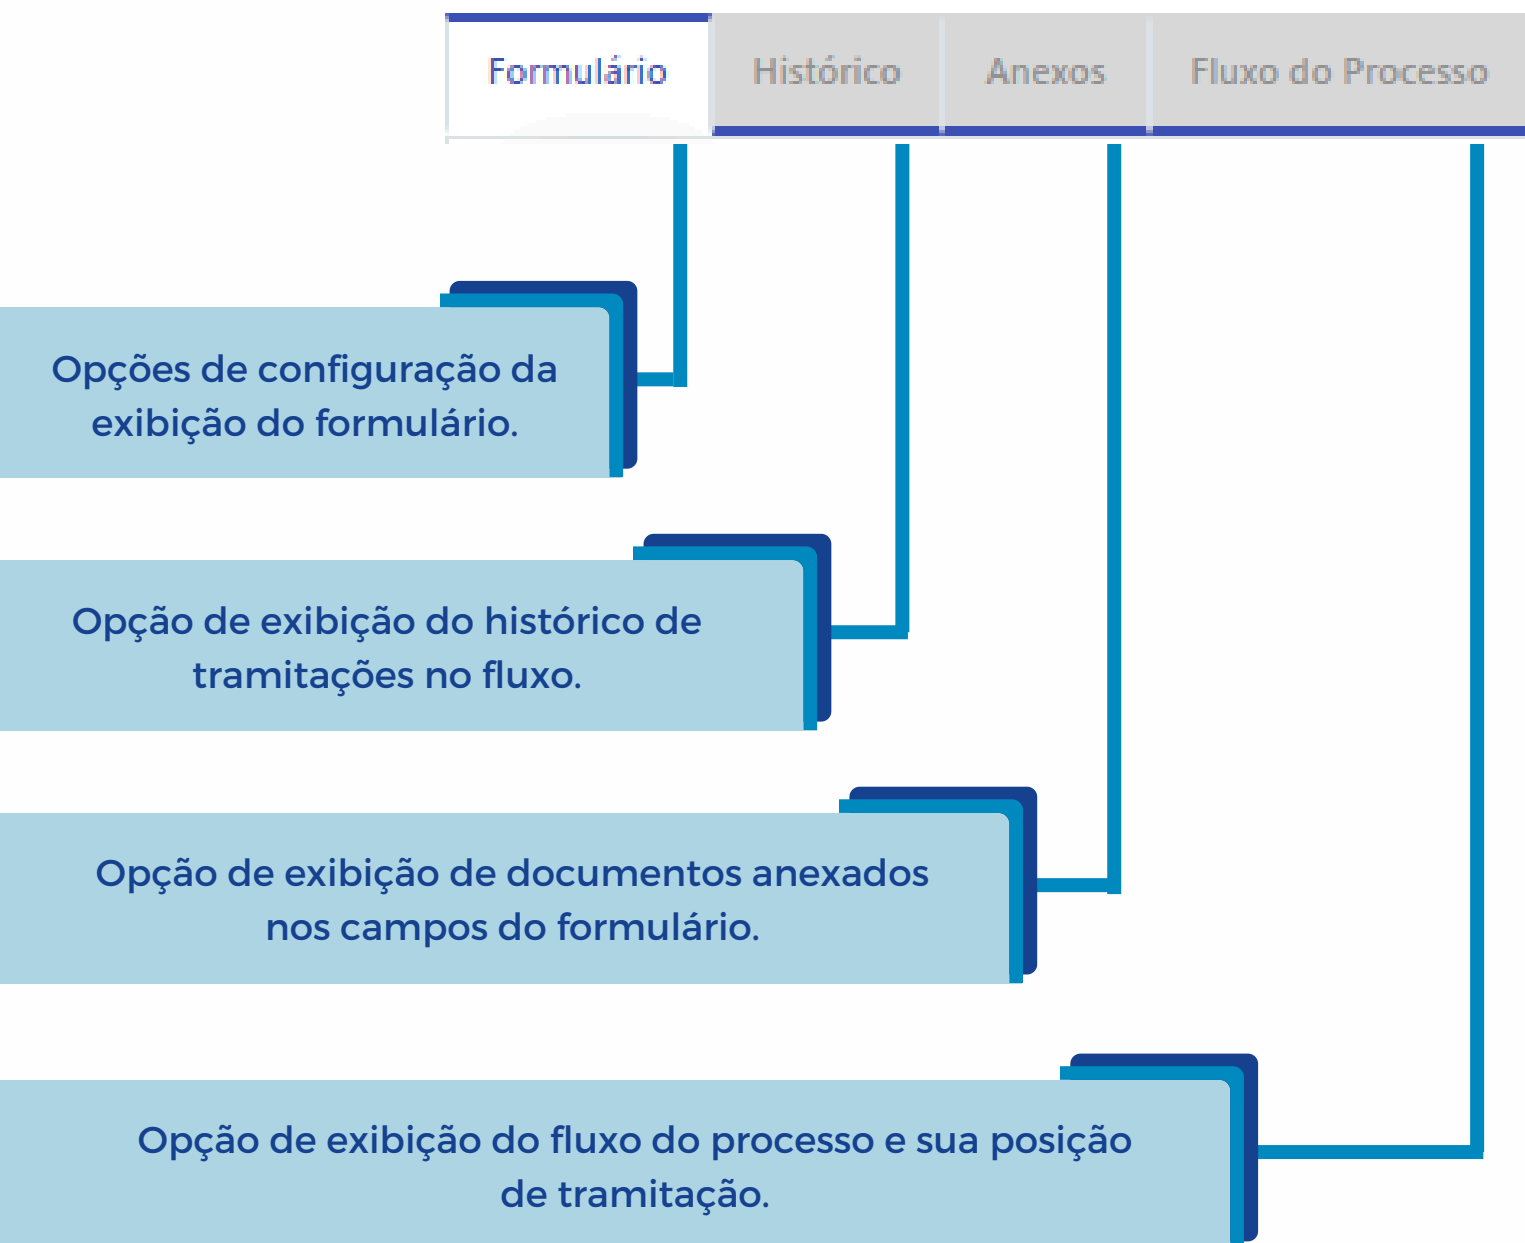 Formulário Histórico Anexos Fluxo do Processo
Opções de configuração da
exibição do formulário.
Opção de exibição do histórico de
tramitações no fluxo.
Opção de exibição de documentos anexados
nos campos do formulário.
Opção de exibição do fluxo do processo e sua posição
de tramitação.